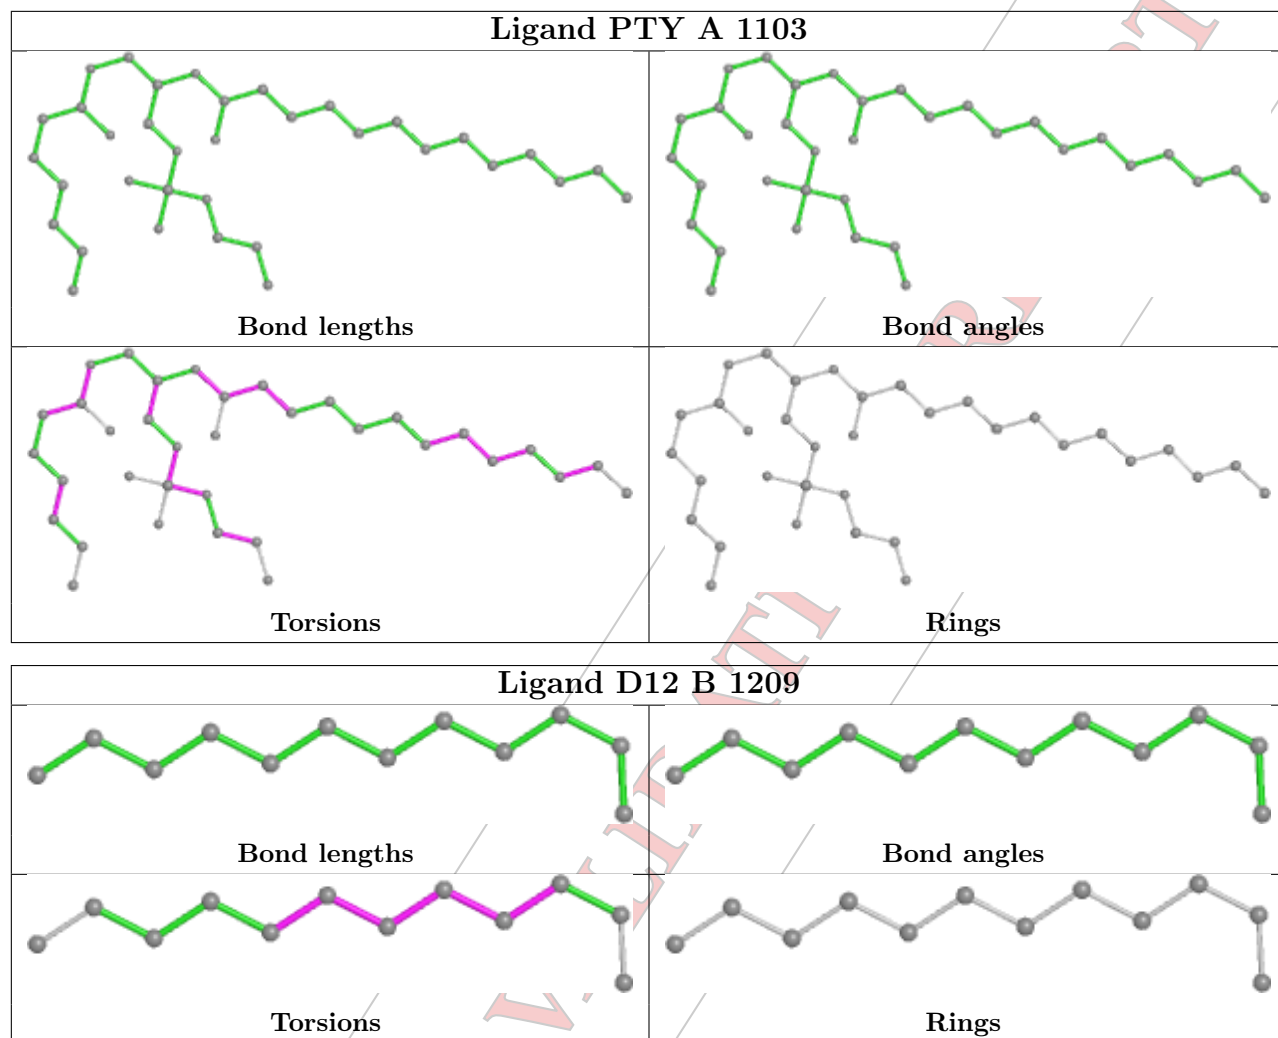 Ligand PTY A 1103
Bond lengths Bond angles
Torsions Rings
Ligand D12 B 1209
Bond lengths Bond angles
Torsions Rings